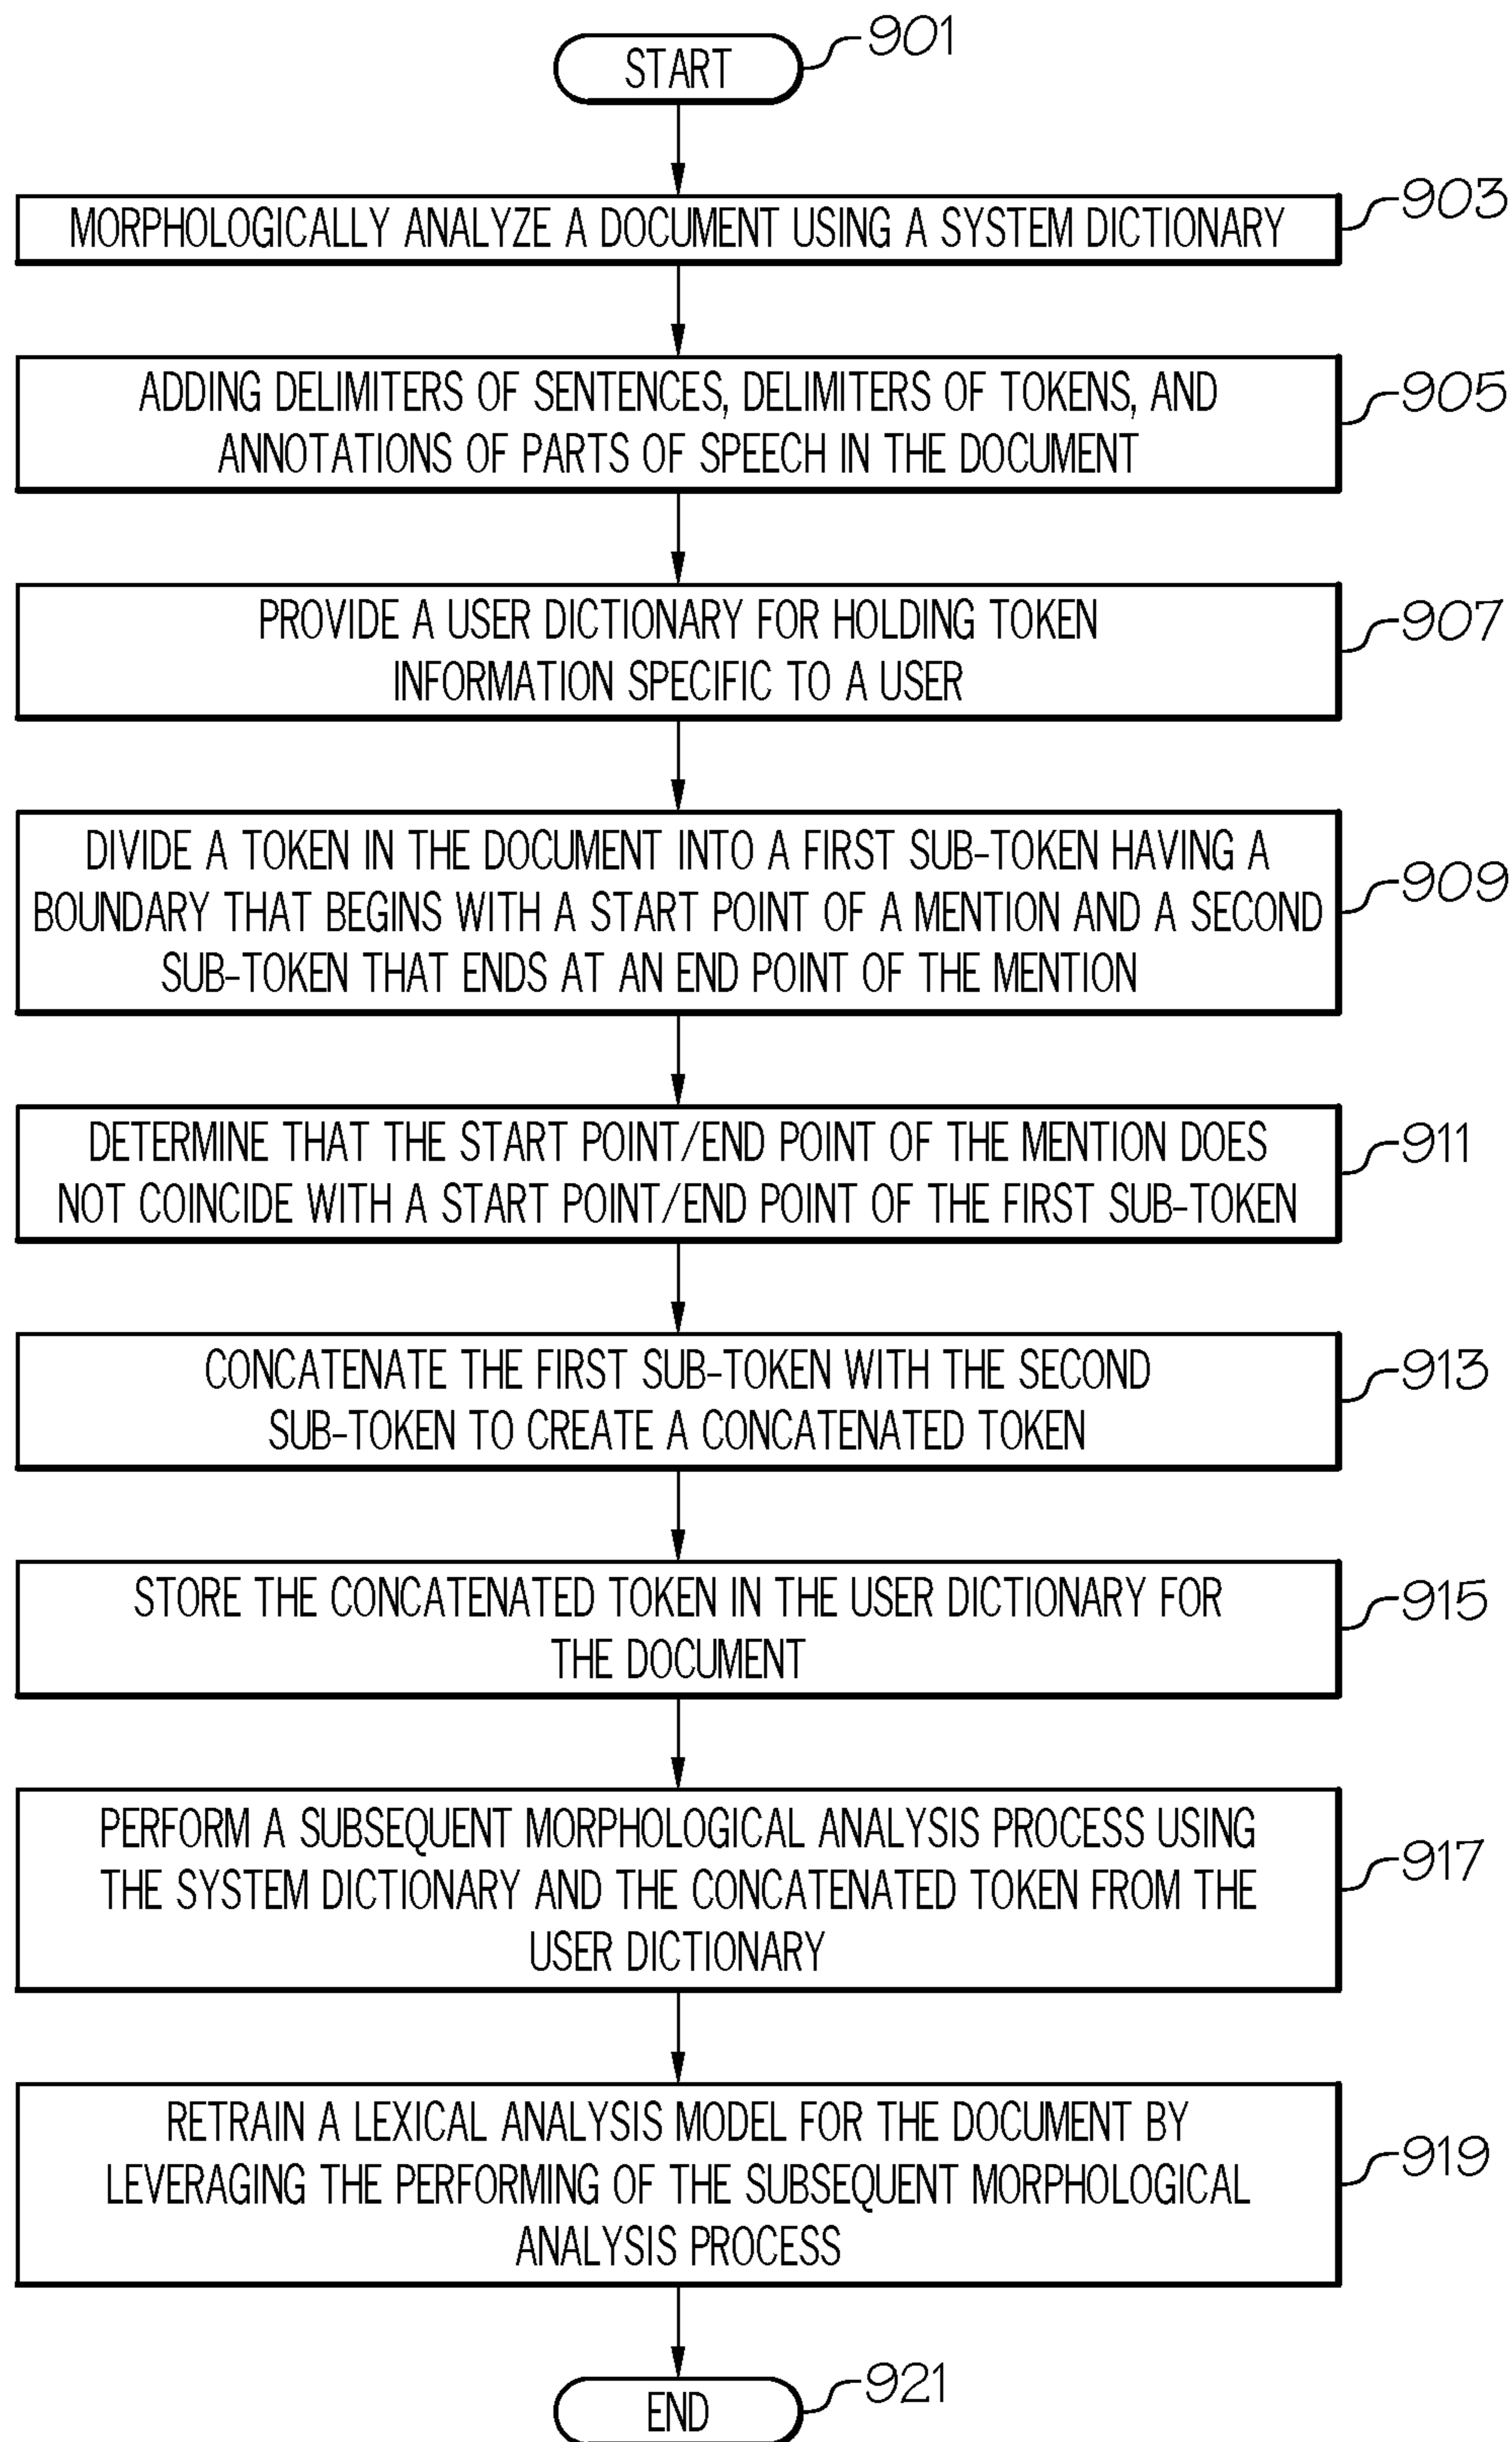 START
901
MORPHOLOGICALLY ANALYZE A DOCUMENT USING A SYSTEM DICTIONARY
903
ADDING DELIMITERS OF SENTENCES, DELIMITERS OF TOKENS, AND
ANNOTATIONS OF PARTS OF SPEECH IN THE DOCUMENT
905
PROVIDE A USER DICTIONARY FOR HOLDING TOKEN
INFORMATION SPECIFIC TO A USER
907
DIVIDE A TOKEN IN THE DOCUMENT INTO A FIRST SUB-TOKEN HAVING A
BOUNDARY THAT BEGINS WITH A START POINT OF A MENTION AND A SECOND
SUB-TOKEN THAT ENDS AT AN END POINT OF THE MENTION
909
DETERMINE THAT THE START POINT/END POINT OF THE MENTION DOES
NOT COINCIDE WITH A START POINT/END POINT OF THE FIRST SUB-TOKEN
911
CONCATENATE THE FIRST SUB-TOKEN WITH THE SECOND
SUB-TOKEN TO CREATE A CONCATENATED TOKEN
913
STORE THE CONCATENATED TOKEN IN THE USER DICTIONARY FOR
THE DOCUMENT
915
PERFORM A SUBSEQUENT MORPHOLOGICAL ANALYSIS PROCESS USING
THE SYSTEM DICTIONARY AND THE CONCATENATED TOKEN FROM THE
USER DICTIONARY
917
RETRAIN A LEXICAL ANALYSIS MODEL FOR THE DOCUMENT BY
LEVERAGING THE PERFORMING OF THE SUBSEQUENT MORPHOLOGICAL
ANALYSIS PROCESS
919
END
921